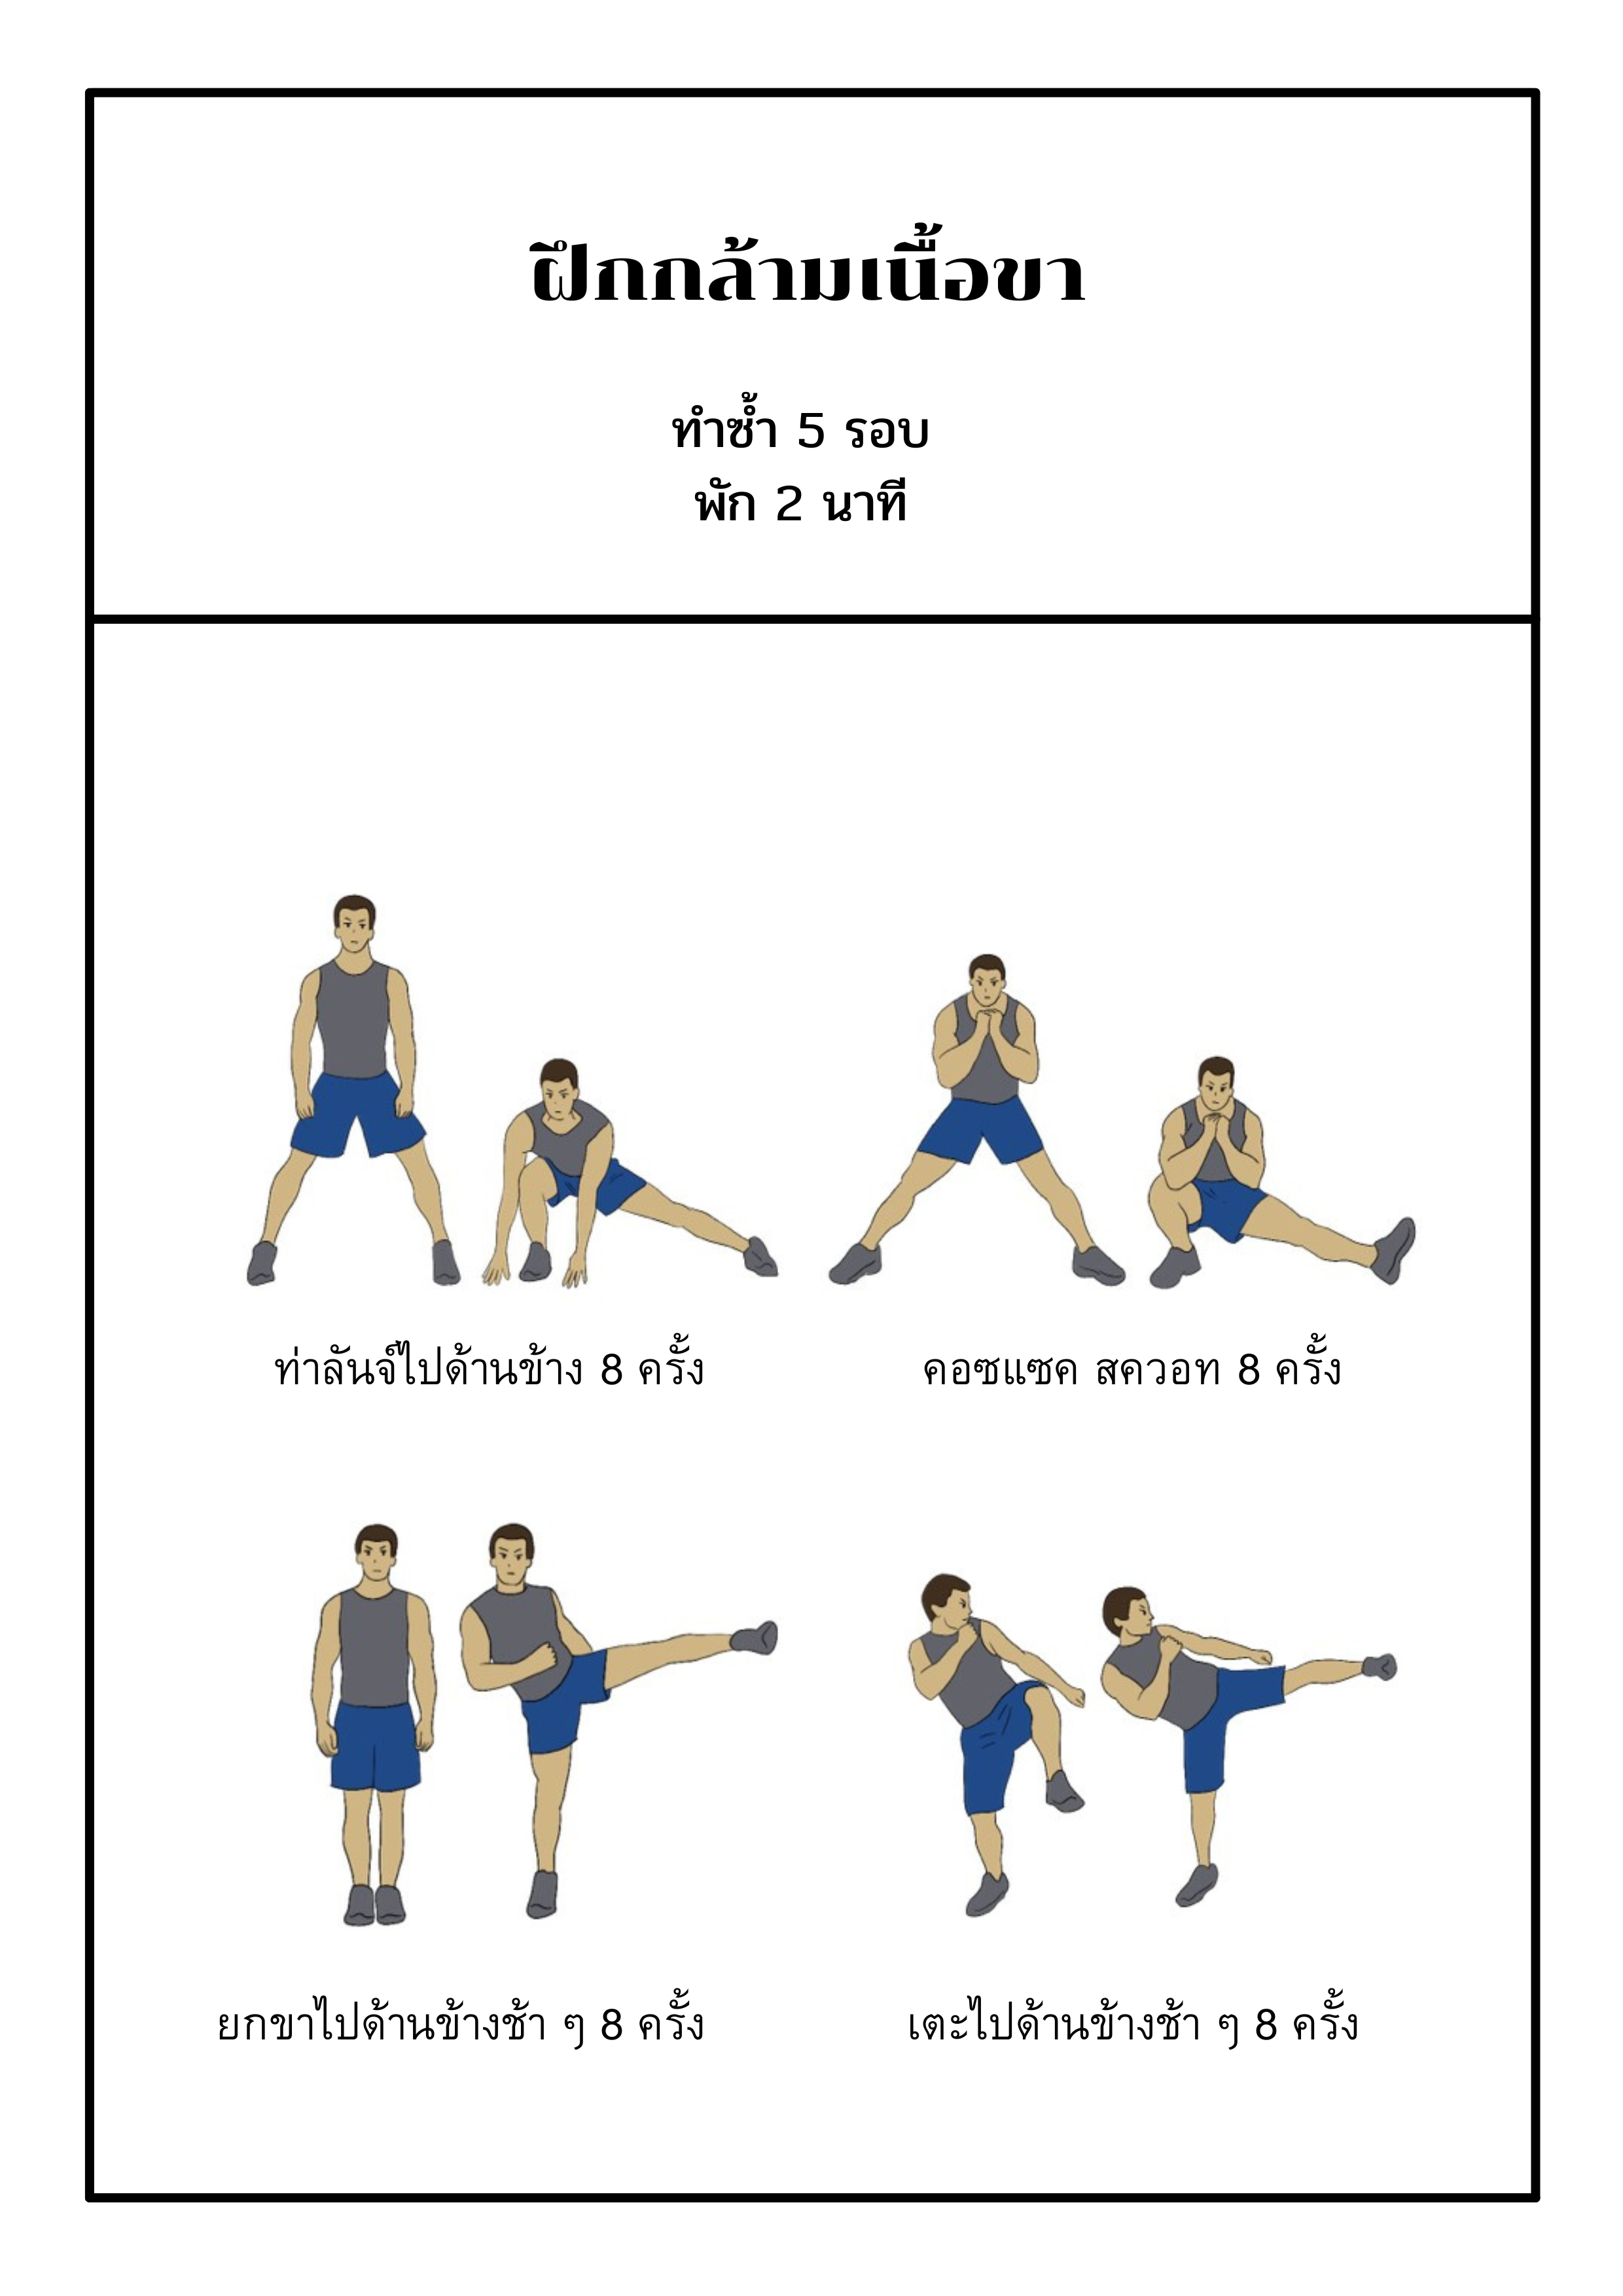 ฝึกกล้ามเนื้อขา
ทำซ้ำ 5 รอบ
พัก 2 นาที
ท่าลันจ์ไปด้านข้าง 8 ครั้ง
คอซแซค สควอท 8 ครั้ง
ยกขาไปด้านข้างช้า ๆ 8 ครั้ง
เตะไปด้านข้างช้า ๆ 8 ครั้ง